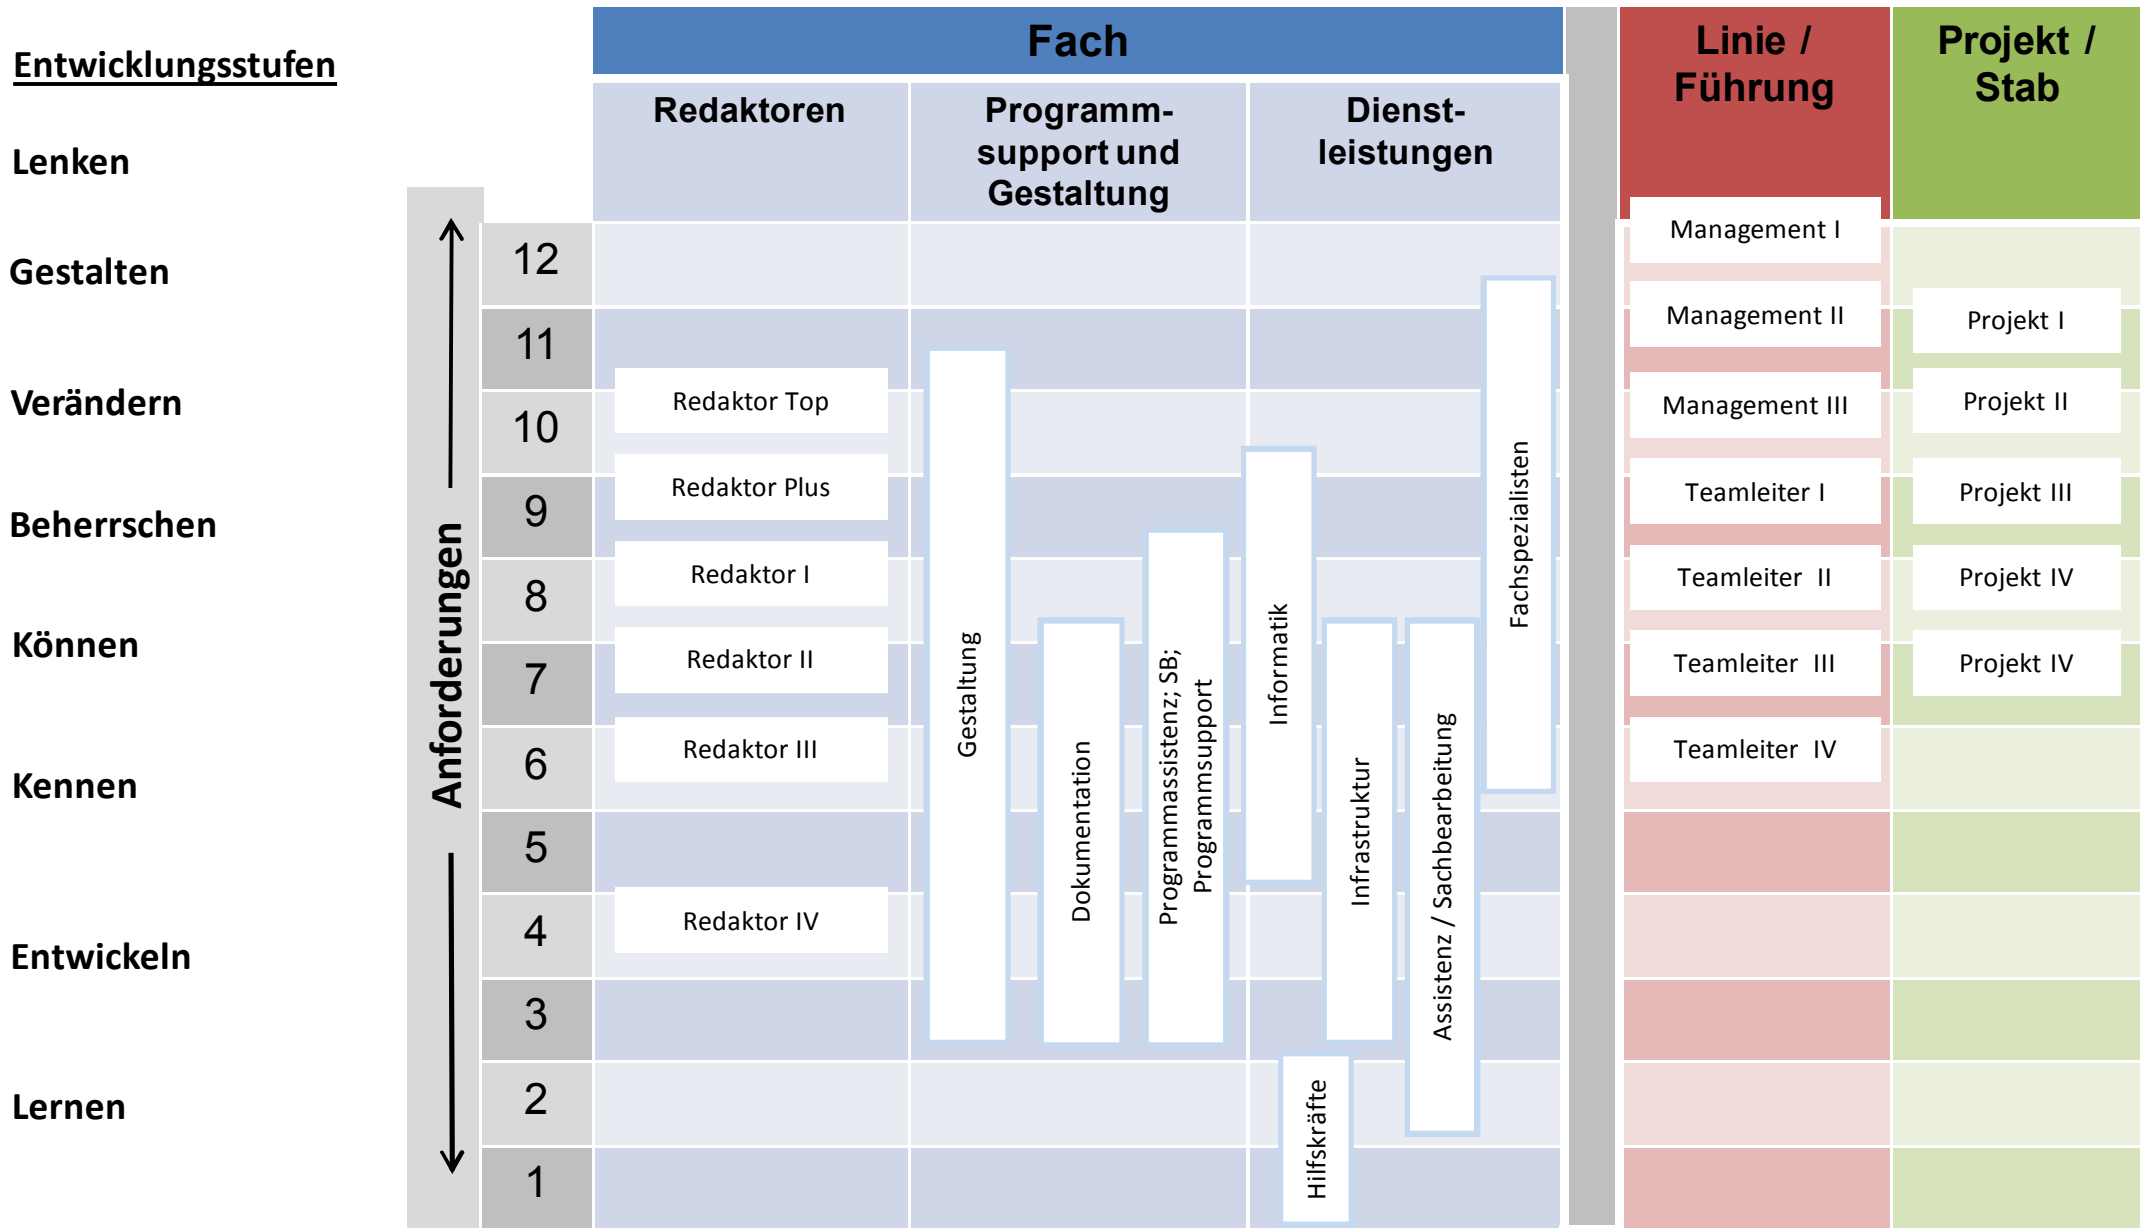 Entwicklungsstufen
Lenken
Gestalten
Verändern
Beherrschen
Können
Kennen
Entwickeln
Lernen
Anforderungen
12
11
10
9
8
7
6
5
4
3
2
1
Fach
Redaktoren
Programm-
support und
Gestaltung
Dienst-
leistungen
Linie /
Führung
Projekt /
Stab
Redaktor Top
Redaktor Plus
Redaktor I
Redaktor II
Redaktor III
Redaktor IV
Gestaltung
Dokumentation
Programmassistenz; SB;
Programmsupport
Informatik
Hilfskräfte
Infrastruktur
Assistenz / Sachbearbeitung
Fachspezialisten
Management I
Management II
Management III
Teamleiter I
Teamleiter II
Teamleiter III
Teamleiter IV
Projekt I
Projekt II
Projekt III
Projekt IV
Projekt IV